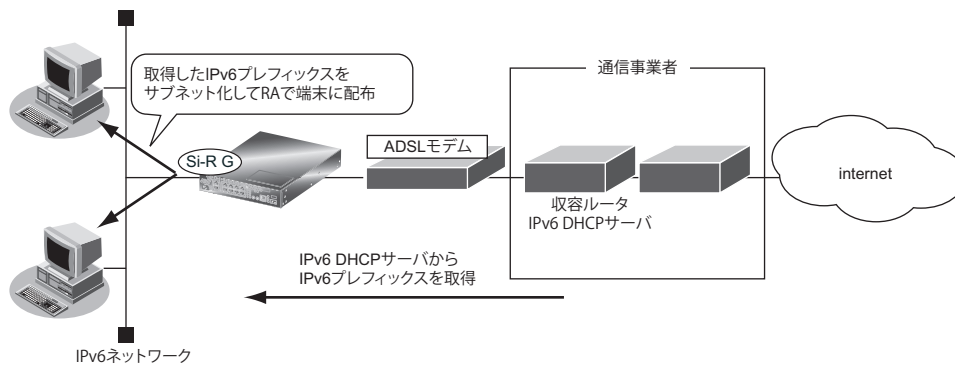 取得したIPv6プレフィックスを
サブネット化してRAで端末に配布
Si-R G
ADSLモデム
通信事業者
収容ルータ
IPv6 DHCPサーバ
internet
IPv6 DHCPサーバから
IPv6プレフィックスを取得
IPv6ネットワーク